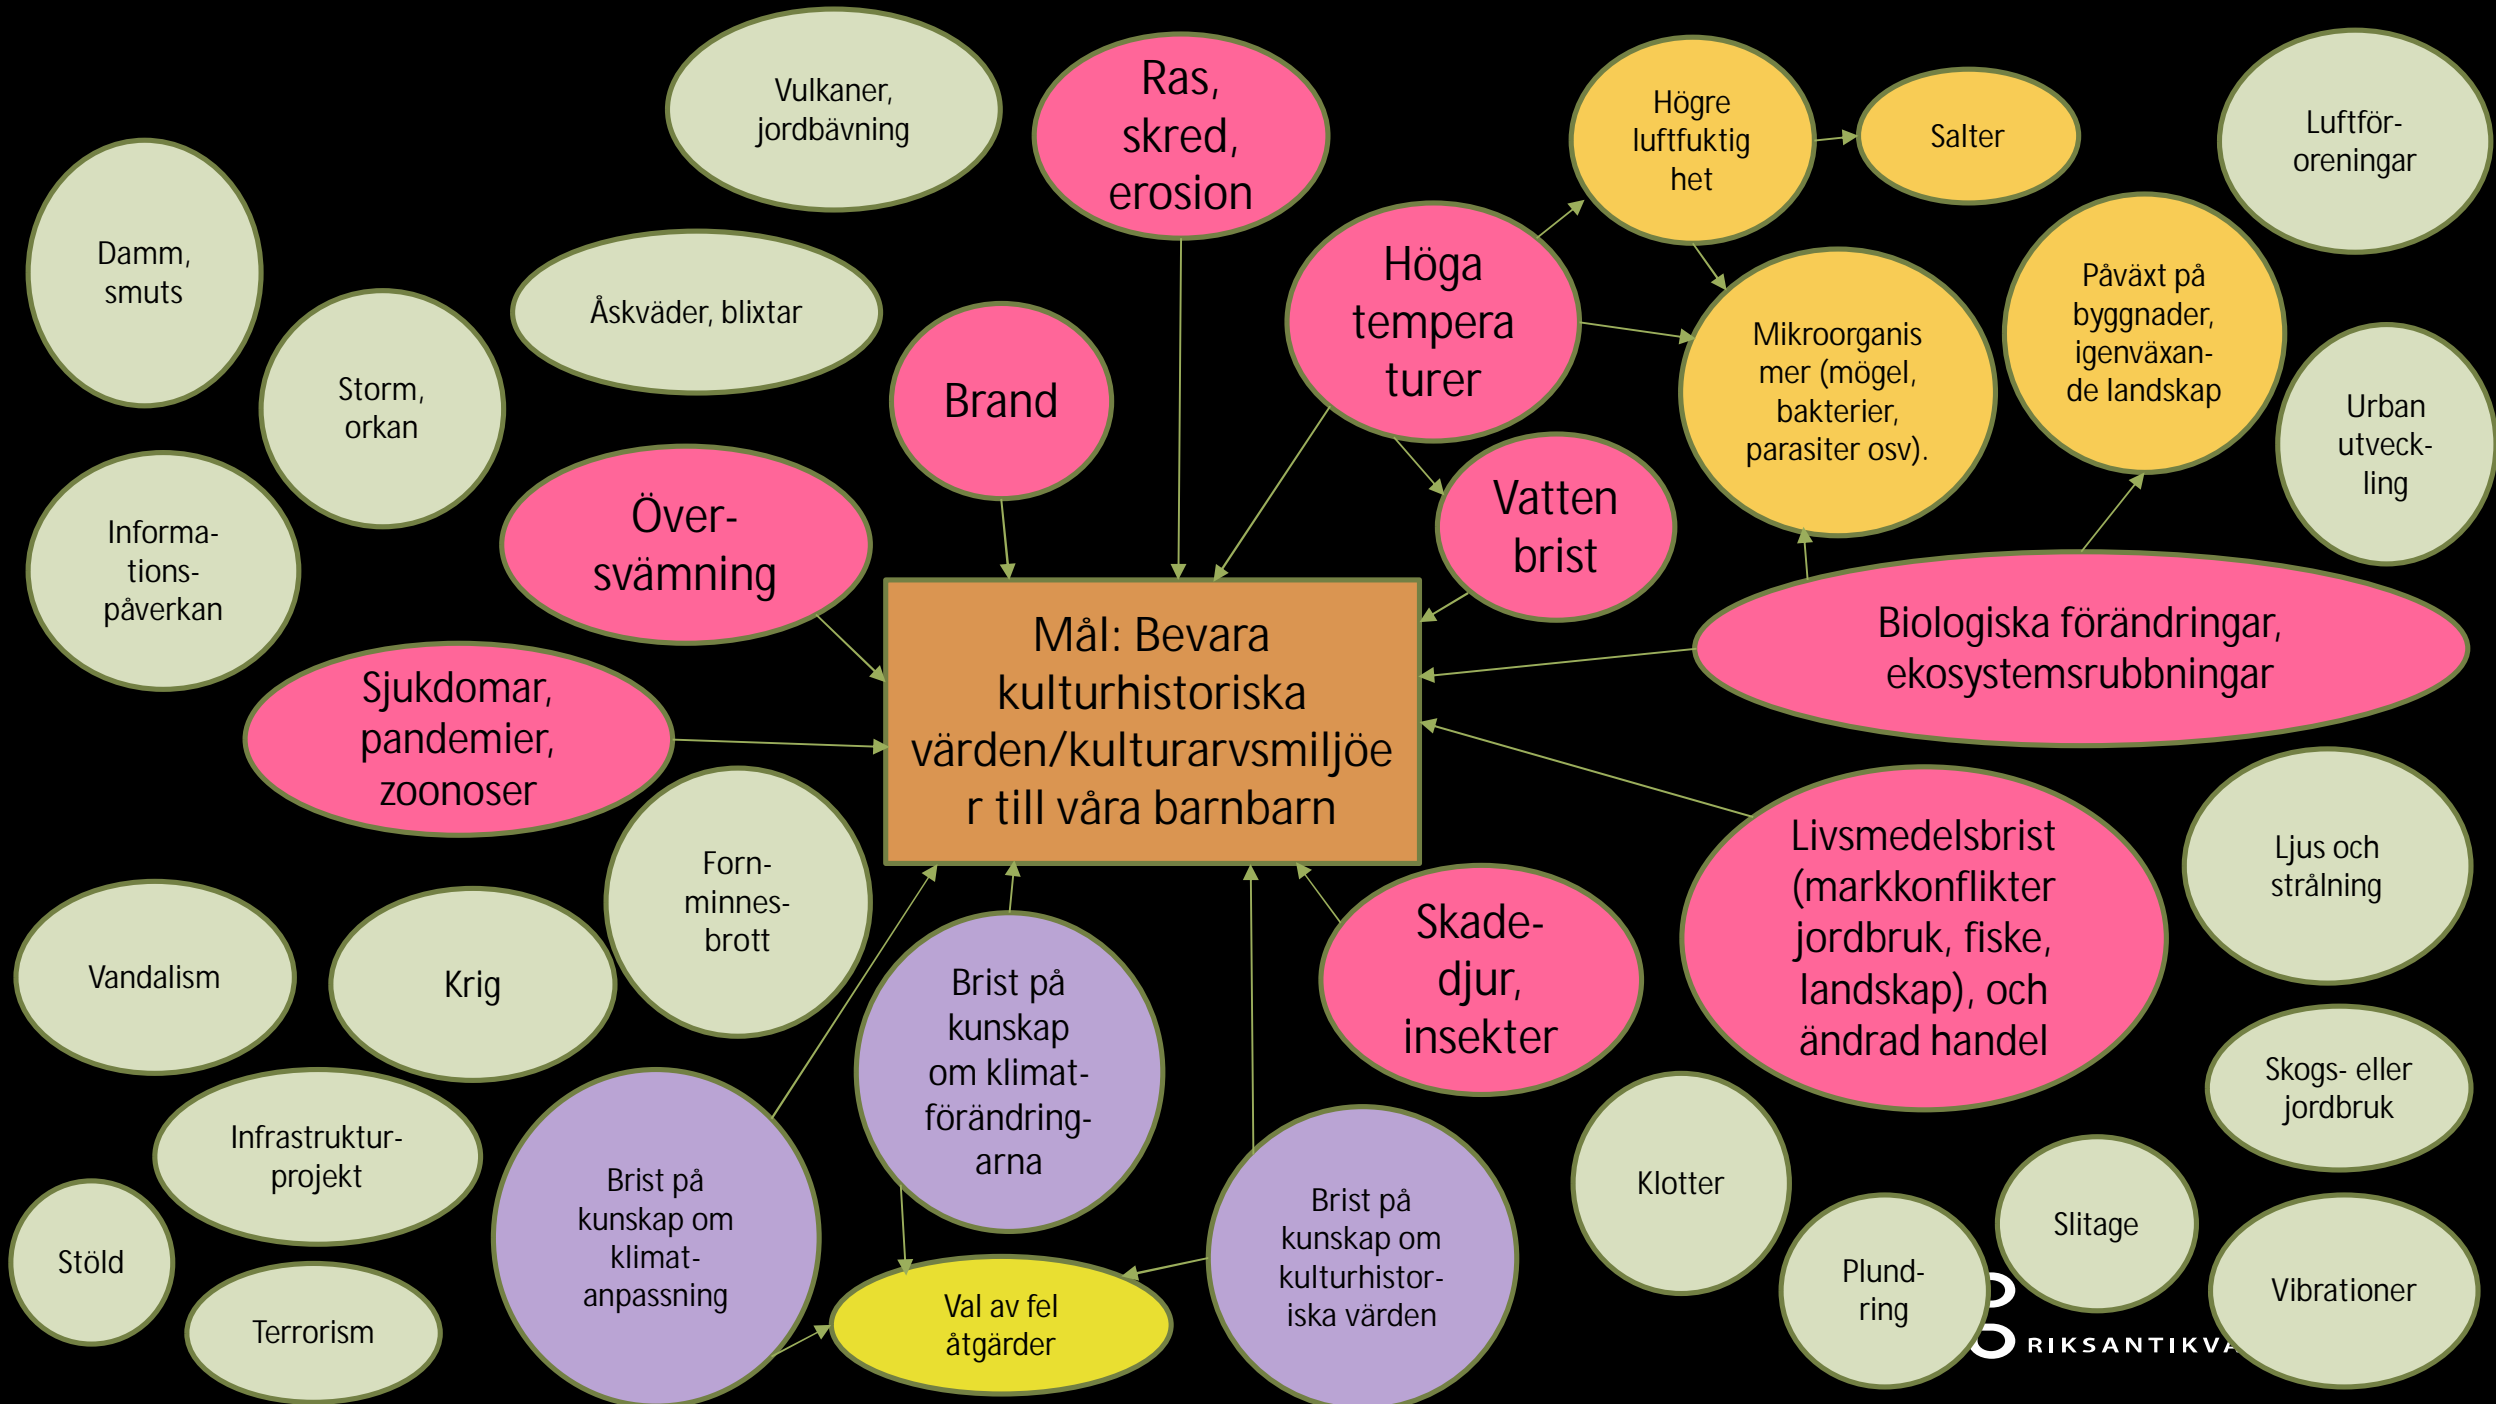 Vulkaner,
jordbävning
Ras,
skred,
erosion
Högre
luftfuktig
het
Salter
Luftför-
oreningar
Damm,
smuts
Åskväder, blixtar
Storm,
orkan
Brand
Höga
tempera
turer
Mikroorganis
mer (mögel,
bakterier,
parasiter osv).
Påväxt på
byggnader,
igenväxan-
de landskap
Urban
utveck-
ling
Informa-
tions-
påverkan
Över-
svämning
Vatten
brist
Biologiska förändringar,
ekosystemsrubbningar
Sjukdomar,
pandemier,
zoonoser
Mål: Bevara
kulturhistoriska
värden/kulturarvsmiljöe
r till våra barnbarn
Livsmedelsbrist
(markkonflikter
jordbruk, fiske,
landskap), och
ändrad handel
Ljus och
strålning
Forn-
minnes-
brott
Vandalism
Krig
Brist på
kunskap
om klimat-
förändring-
arna
Skade-
djur,
insekter
Skogs- eller
jordbruk
Infrastruktur-
projekt
Brist på
kunskap om
klimat-
anpassning
Brist på
kunskap om
kulturhistor-
iska värden
Klotter
Slitage
Stöld
Terrorism
Val av fel
åtgärder
Plund-
ring
Vibrationer
RIKSANTIKVA